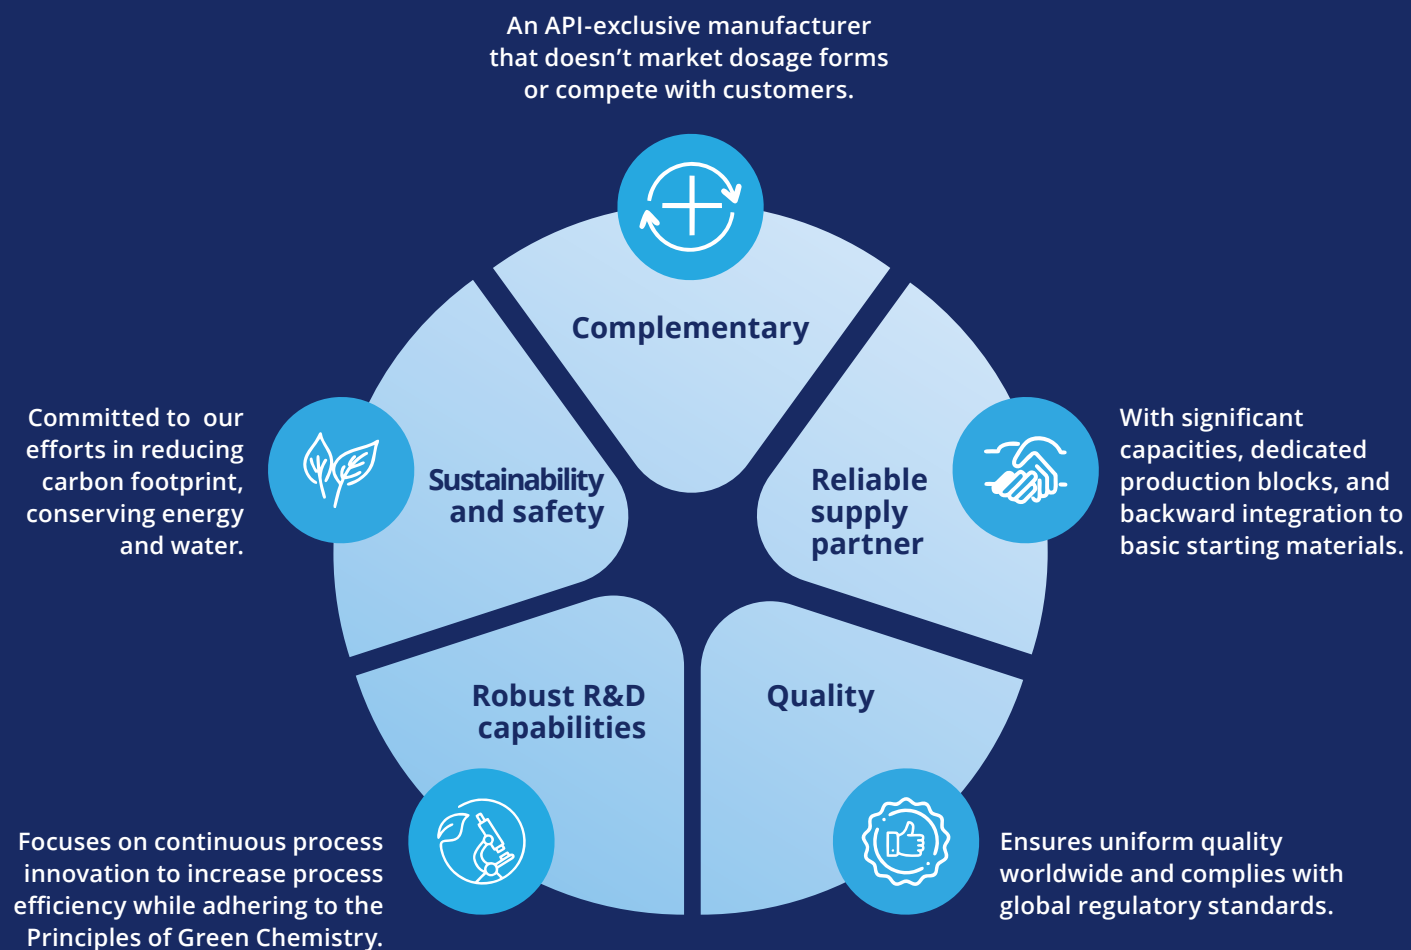 An API-exclusive manufacturer
that doesn’t market dosage forms
or compete with customers.
Complementary
Committed to our
efforts in reducing
carbon footprint,
conserving energy
and water.
Sustainability
and safety
Reliable
supply
partner
With significant
capacities, dedicated
production blocks, and
backward integration to
basic starting materials.
Robust R&D
capabilities
Quality
Focuses on continuous process
innovation to increase process
efficiency while adhering to the
Principles of Green Chemistry.
Ensures uniform quality
worldwide and complies with
global regulatory standards.